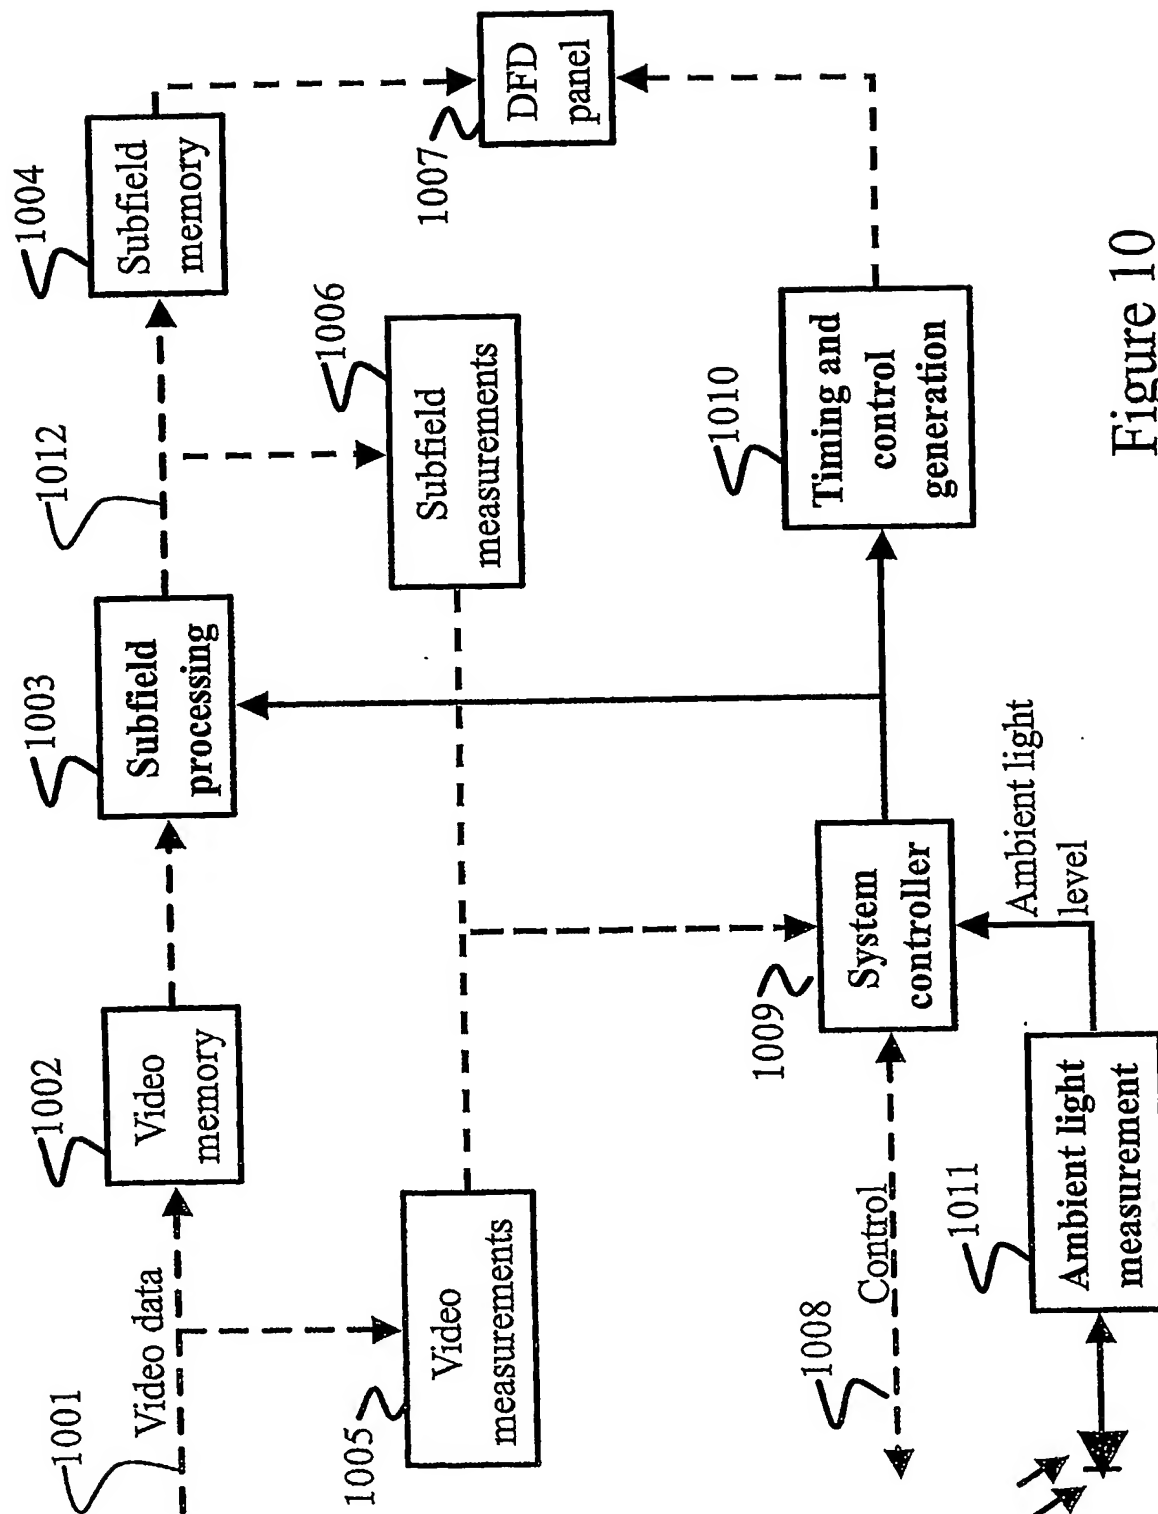 1001
Video data
1002
Video
memory
1003
Subfield
processing
1012
1004
Subfield
memory
1005
Video
measurements
1006
Subfield
measurements
1007
DFD
panel
1008
Control
1009
System
controller
1010
Timing and
control
generation
1011
Ambient light
measurement
Ambient light
level
Figure 10